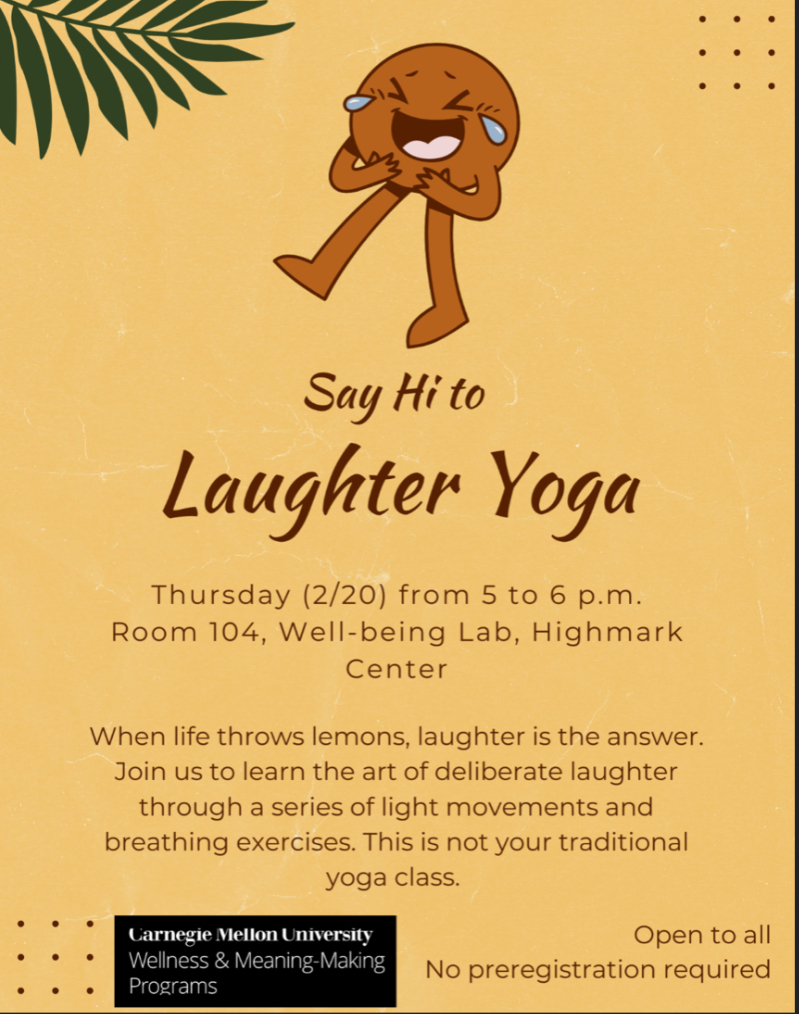 Say Hi to
Laughter Yoga
Thursday (2/20) from 5 to 6 p.m.
Room 104, Well-being Lab, Highmark
Center
When life throws lemons, laughter is the answer.
Join us to learn the art of deliberate laughter
through a series of light movements and
breathing exercises. This is not your traditional
yoga class.
Carnegie Mellon University
Wellness & Meaning-Making
Programs
Open to all
No preregistration required